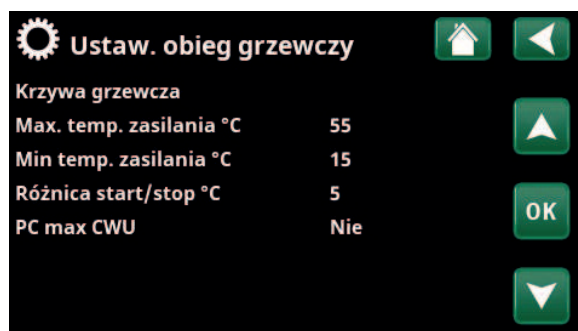 Ustaw. obieg grzewczy
Krzywa grzewcza
Max. temp. zasilania °C 55
Min temp. zasilania °C 15
Różnica start/stop °C 5
OK
PC max CWU Nie